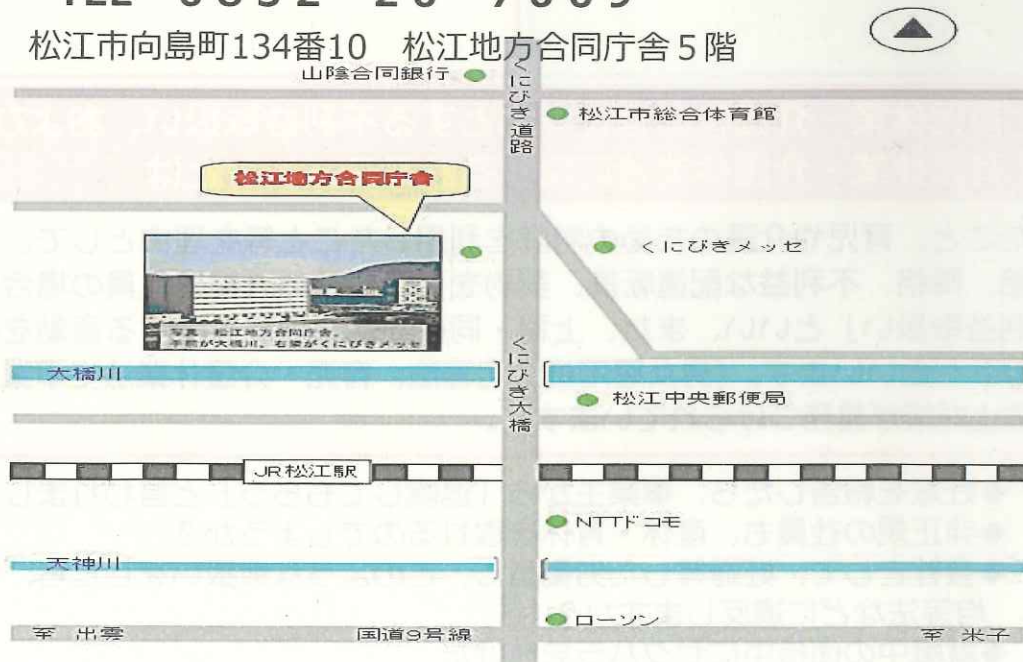 TEL
松江市向島町134番10　松江地方合同庁舎５階
山陰合同銀行
くにびき道路
松江市総合体育館
松江地方合同庁舎
くにびきメッセ
写真：松江地方合同庁舎。
手前が大橋川、右奥がくにびきメッセ
大橋川
くにびき大橋
松江中央郵便局
JR松江駅
NTTドコモ
天神川
ローソン
至 出雲
国道9号線
至 米子